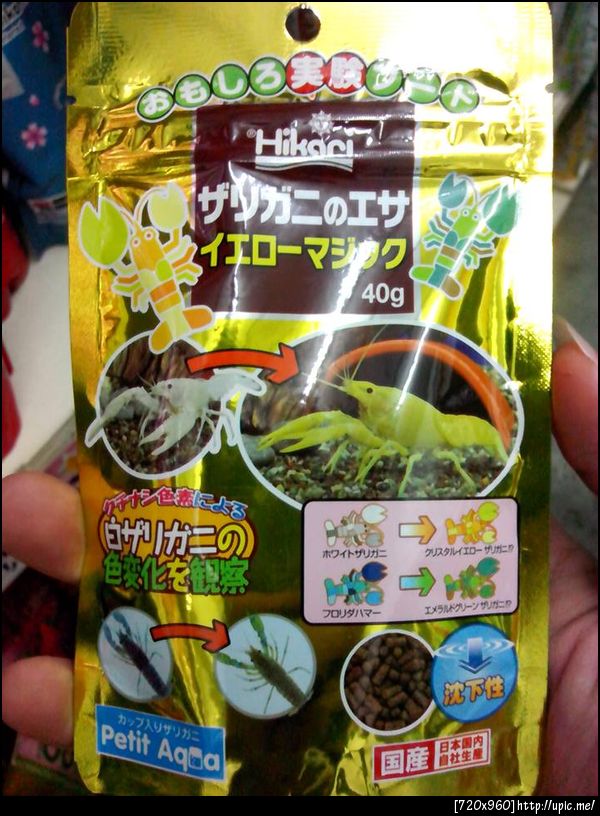 おもしろ実験フード
Hikari
ザリガニのエサ
イエローマジック
40g
クチナシ色素による
白ザリガニの
色変化を観察
ホワイトザリガニ
クリスタルイエロー ザリガニ!?
フロリダハマー
エメラルドグリーン ザリガニ!?
沈下性
カップ入りザリガニ
Petit Aqua
国産
日本国内
自社生産
[720x960]http://upic.me/